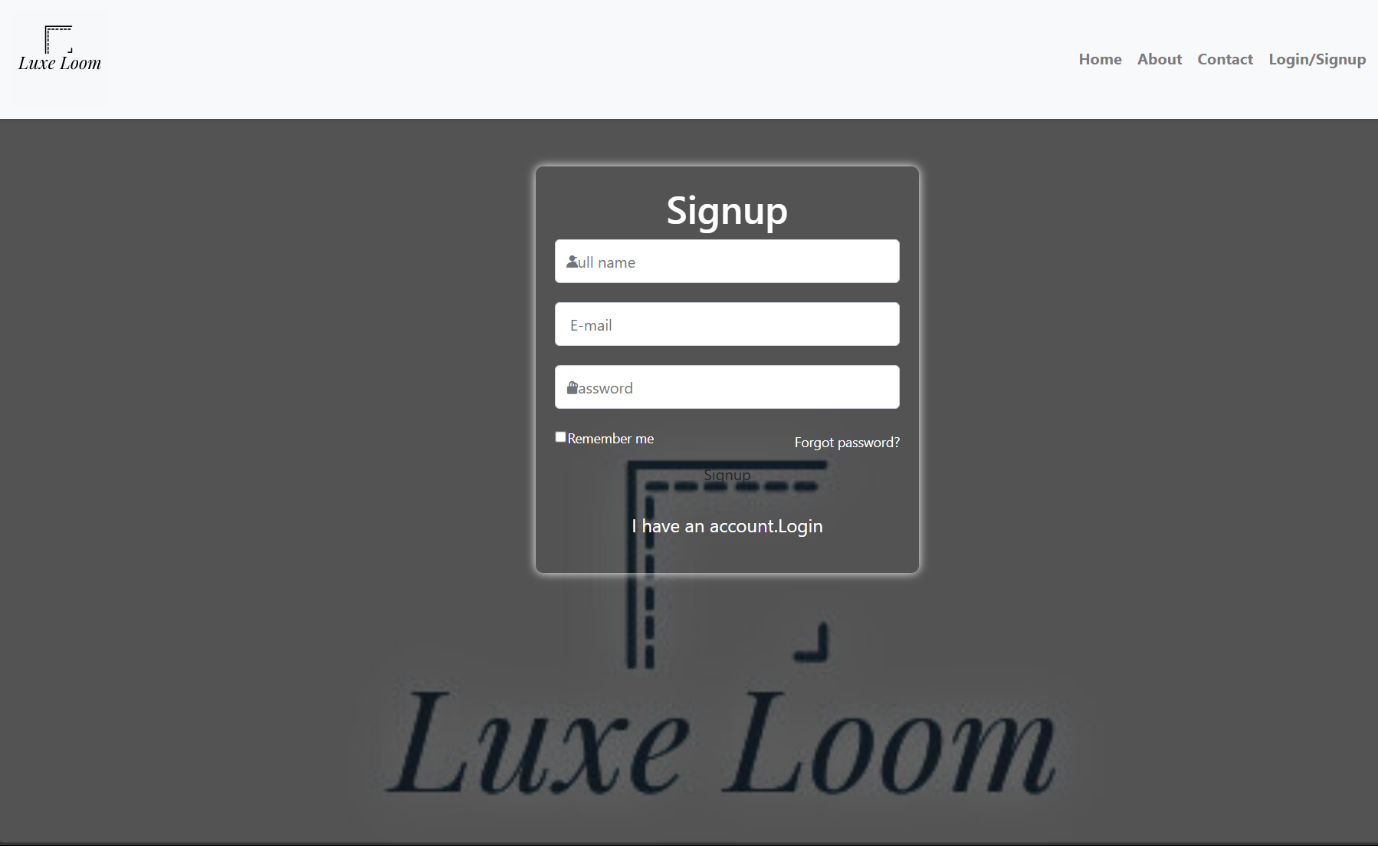 Luxe Loom
Home About Contact Login/Signup
Signup
ull name
E-mail
assword
Remember me Forgot password?
Signup
I have an account.Login
Luxe Loom